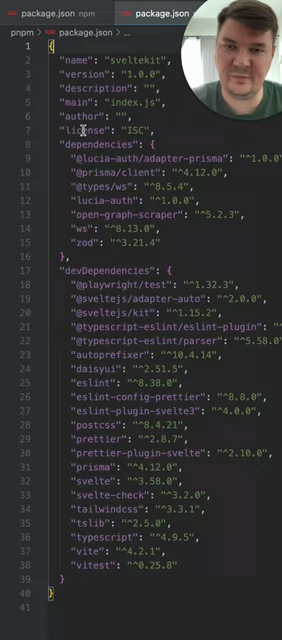 package.json npm package.json
pnpm > package.json > ...
1 {
2 "name": "sveltekit",
3 "version": "1.0.0",
4 "description": "",
5 "main": "index.js",
6 "author": "",
7 "license": "ISC",
8 "dependencies": {
9 "@lucia-auth/adapter-prisma": "^1.0.0
10 "@prisma/client": "^4.12.0",
11 "@types/ws": "^8.5.4",
12 "lucia-auth": "^1.0.0",
13 "open-graph-scraper": "^5.2.3",
14 "ws": "^8.13.0",
15 "zod": "^3.21.4"
16 },
17 "devDependencies": {
18 "@playwright/test": "^1.32.3",
19 "@sveltejs/adapter-auto": "^2.0.0",
20 "@sveltejs/kit": "^1.15.2",
21 "@typescript-eslint/eslint-plugin": "^
22 "@typescript-eslint/parser": "^5.58.0
23 "autoprefixer": "^10.4.14",
24 "daisyui": "^2.51.5",
25 "eslint": "^8.38.0",
26 "eslint-config-prettier": "^8.8.0",
27 "eslint-plugin-svelte3": "^4.0.0",
28 "postcss": "^8.4.21",
29 "prettier": "^2.8.7",
30 "prettier-plugin-svelte": "^2.10.0",
31 "prisma": "^4.12.0",
32 "svelte": "^3.58.0",
33 "svelte-check": "^3.2.0",
34 "tailwindcss": "^3.3.1",
35 "tslib": "^2.5.0",
36 "typescript": "^4.9.5",
37 "vite": "^4.2.1",
38 "vitest": "^0.25.8"
39 }
40 }
41